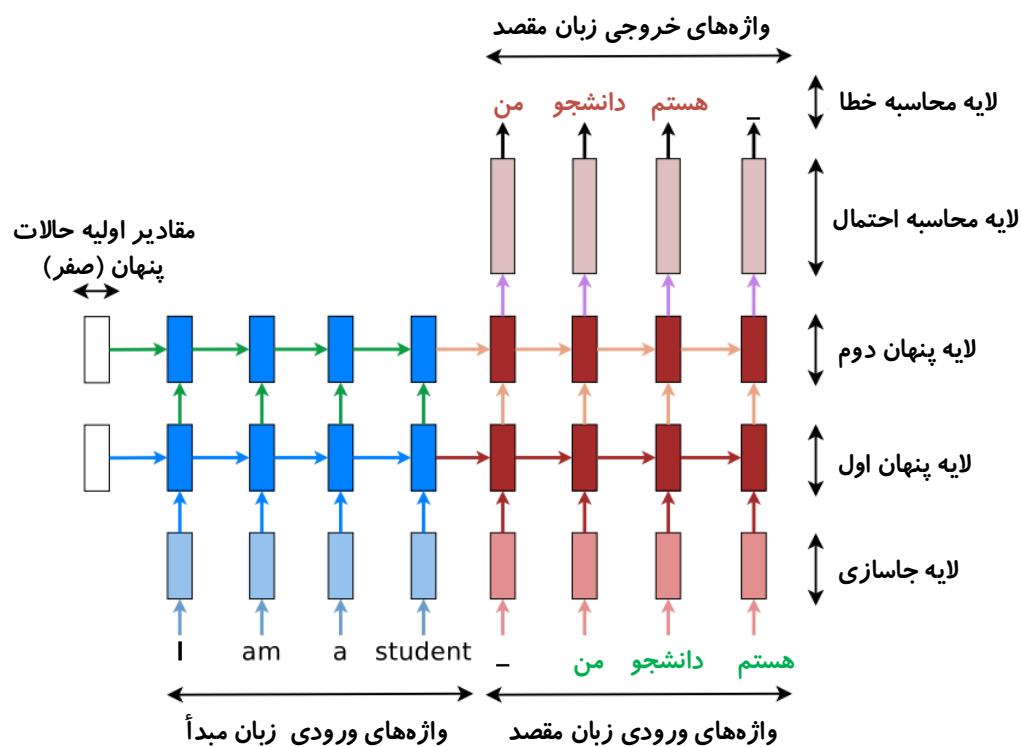 واژه‌های خروجی زبان مقصد
لایه محاسبه خطا
من دانشجو هستم _
لایه محاسبه احتمال
مقادیر اولیه حالات
پنهان (صفر)
لایه پنهان دوم
لایه پنهان اول
لایه جاسازی
I am a student _ من دانشجو هستم
واژه‌های ورودی زبان مبدأ
واژه‌های ورودی زبان مقصد